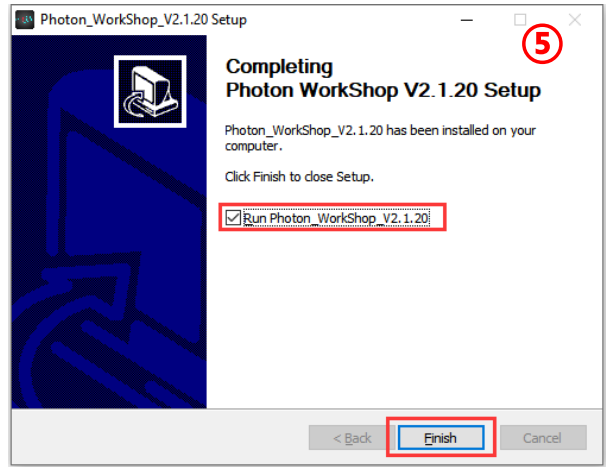 Photon_WorkShop_V2.1.20 Setup
⑤
Completing
Photon WorkShop V2.1.20 Setup
Photon_WorkShop_V2.1.20 has been installed on your
computer.
Click Finish to close Setup.
Run Photon_WorkShop_V2.1.20
< Back
Finish
Cancel